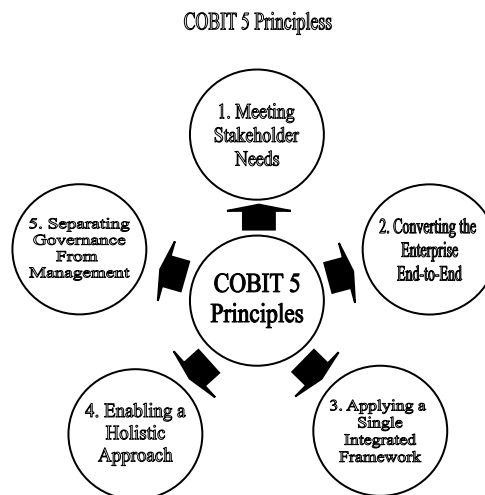 COBIT 5 Principless
1. Meeting
Stakeholder
Needs
2. Converting the
Enterprise
End-to-End
3. Applying a
Single
Integrated
Framework
4. Enabling a
Holistic
Approach
5. Separating
Governance
From
Management
COBIT 5
Principles